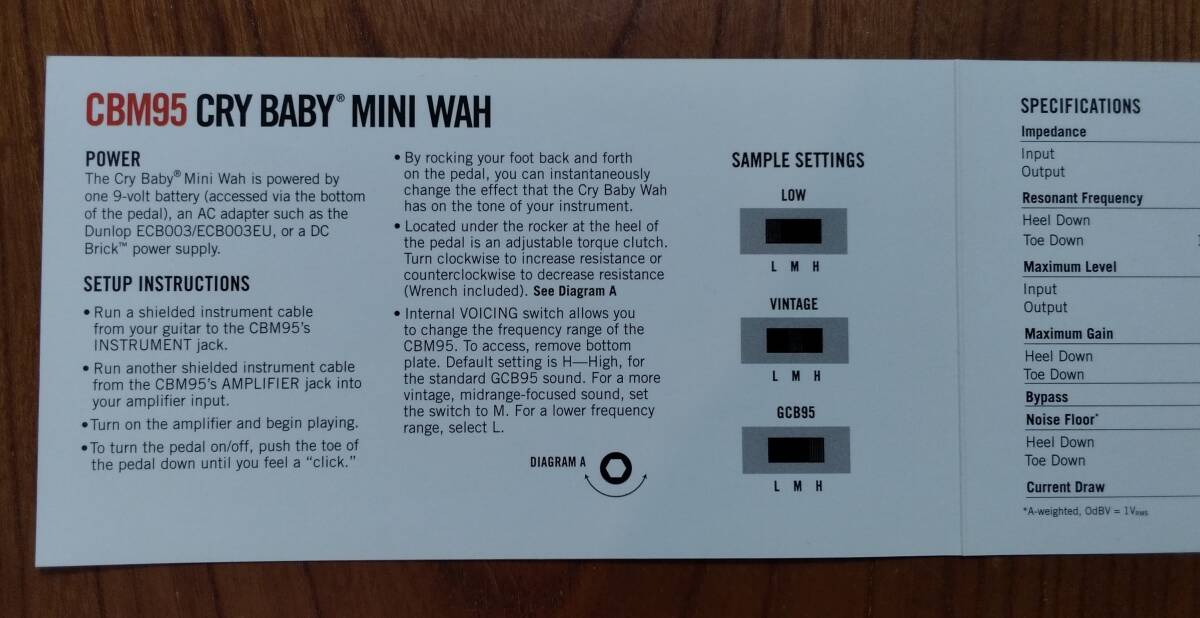 CBM95 CRY BABY® MINI WAH
POWER
The Cry Baby® Mini Wah is powered by
one 9-volt battery (accessed via the bottom
of the pedal), an AC adapter such as the
Dunlop ECB003/ECB003EU, or a DC
Brick™ power supply.
SETUP INSTRUCTIONS
• Run a shielded instrument cable
from your guitar to the CBM95's
INSTRUMENT jack.
• Run another shielded instrument cable
from the CBM95's AMPLIFIER jack into
your amplifier input.
• Turn on the amplifier and begin playing.
• To turn the pedal on/off, push the toe of
the pedal down until you feel a “click.”
• By rocking your foot back and forth
on the pedal, you can instantaneously
change the effect that the Cry Baby Wah
has on the tone of your instrument.
• Located under the rocker at the heel of
the pedal is an adjustable torque clutch.
Turn clockwise to increase resistance or
counterclockwise to decrease resistance
(Wrench included). See Diagram A
• Internal VOICING switch allows you
to change the frequency range of the
CBM95. To access, remove bottom
plate. Default setting is H—High, for
the standard GCB95 sound. For a more
vintage, midrange-focused sound, set
the switch to M. For a lower frequency
range, select L.
DIAGRAM A
SAMPLE SETTINGS
LOW
L M H
VINTAGE
L M H
GCB95
L M H
SPECIFICATIONS
Impedance
Input
Output
Resonant Frequency
Heel Down
Toe Down
Maximum Level
Input
Output
Maximum Gain
Heel Down
Toe Down
Bypass
Noise Floor*
Heel Down
Toe Down
Current Draw
*A-weighted, 0dBV = 1VRMS